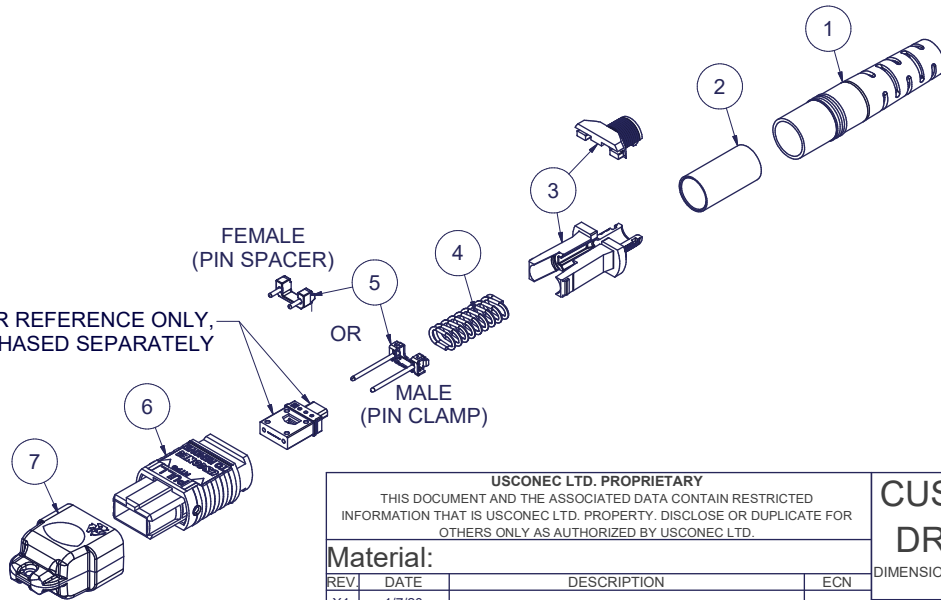 1
2
3
FEMALE
(PIN SPACER)
4
5
R REFERENCE ONLY,
HASED SEPARATELY
OR
MALE
(PIN CLAMP)
6
7
USCONEC LTD. PROPRIETARY
THIS DOCUMENT AND THE ASSOCIATED DATA CONTAIN RESTRICTED
INFORMATION THAT IS USCONEC LTD. PROPERTY. DISCLOSE OR DUPLICATE FOR
OTHERS ONLY AS AUTHORIZED BY USCONEC LTD.
CUS
DR
DIMENSIO
Material:
REV. DATE DESCRIPTION ECN